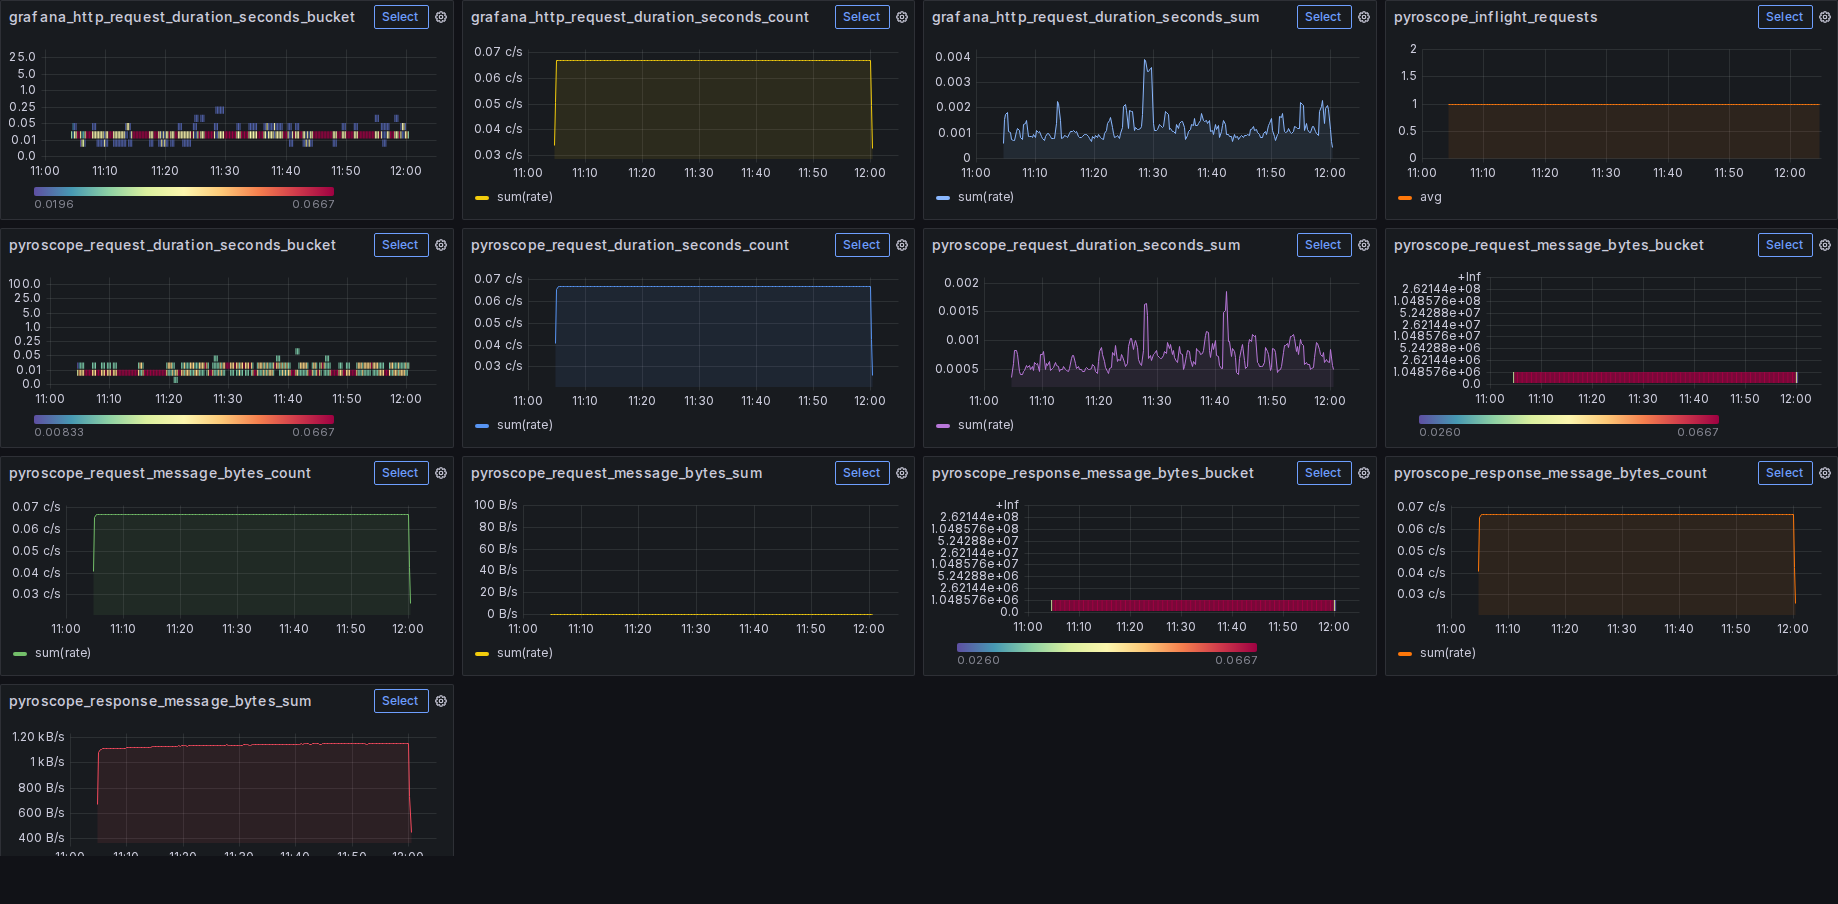 grafana_http_request_duration_seconds_bucket Select
25.0
5.0
1.0
0.25
0.05
0.01
0.0
11:00 11:10 11:20 11:30 11:40 11:50 12:00
0.0196 0.0667
grafana_http_request_duration_seconds_count Select
0.07 c/s
0.06 c/s
0.05 c/s
0.04 c/s
0.03 c/s
11:00 11:10 11:20 11:30 11:40 11:50 12:00
sum(rate)
grafana_http_request_duration_seconds_sum Select
0.004
0.003
0.002
0.001
0
11:00 11:10 11:20 11:30 11:40 11:50 12:00
sum(rate)
pyroscope_inflight_requests Select
2
1.5
1
0.5
0
11:00 11:10 11:20 11:30 11:40 11:50 12:00
avg
pyroscope_request_duration_seconds_bucket Select
100.0
25.0
5.0
1.0
0.25
0.05
0.01
0.0
11:00 11:10 11:20 11:30 11:40 11:50 12:00
0.00833 0.0667
pyroscope_request_duration_seconds_count Select
0.07 c/s
0.06 c/s
0.05 c/s
0.04 c/s
0.03 c/s
11:00 11:10 11:20 11:30 11:40 11:50 12:00
sum(rate)
pyroscope_request_duration_seconds_sum Select
0.002
0.0015
0.001
0.0005
11:00 11:10 11:20 11:30 11:40 11:50 12:00
sum(rate)
pyroscope_request_message_bytes_bucket Select
+Inf
2.62144e+08
1.048576e+08
5.24288e+07
2.62144e+07
1.048576e+07
5.24288e+06
2.62144e+06
1.048576e+06
0.0
11:00 11:10 11:20 11:30 11:40 11:50 12:00
0.0260 0.0667
pyroscope_request_message_bytes_count Select
0.07 c/s
0.06 c/s
0.05 c/s
0.04 c/s
0.03 c/s
11:00 11:10 11:20 11:30 11:40 11:50 12:00
sum(rate)
pyroscope_request_message_bytes_sum Select
100 B/s
80 B/s
60 B/s
40 B/s
20 B/s
0 B/s
11:00 11:10 11:20 11:30 11:40 11:50 12:00
sum(rate)
pyroscope_response_message_bytes_bucket Select
+Inf
2.62144e+08
1.048576e+08
5.24288e+07
2.62144e+07
1.048576e+07
5.24288e+06
2.62144e+06
1.048576e+06
0.0
11:00 11:10 11:20 11:30 11:40 11:50 12:00
0.0260 0.0667
pyroscope_response_message_bytes_count Select
0.07 c/s
0.06 c/s
0.05 c/s
0.04 c/s
0.03 c/s
11:00 11:10 11:20 11:30 11:40 11:50 12:00
sum(rate)
pyroscope_response_message_bytes_sum Select
1.20 kB/s
1 kB/s
800 B/s
600 B/s
400 B/s
11:00 11:10 11:20 11:30 11:40 11:50 12:00